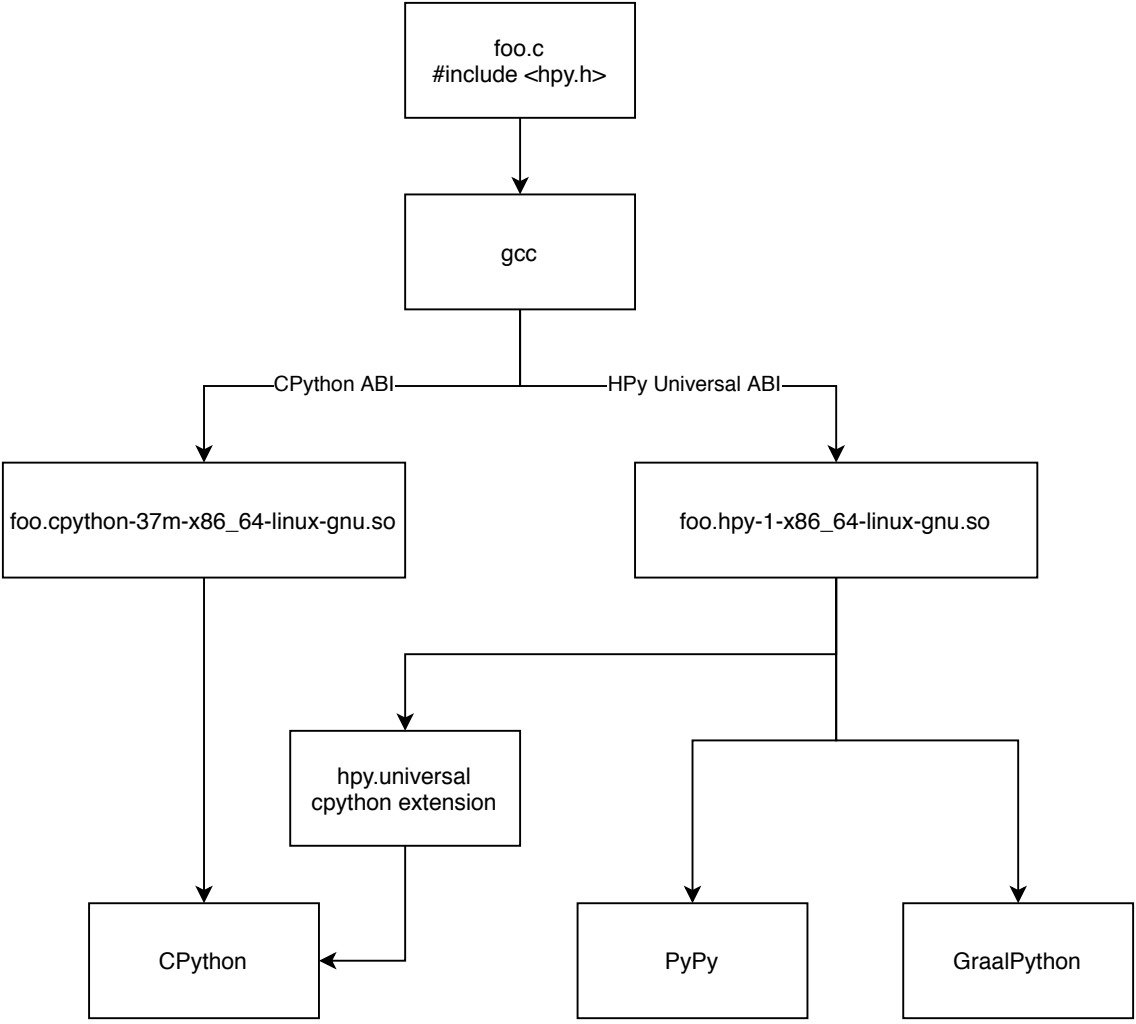 foo.c
#include <hpy.h>
gcc
CPython ABI
HPy Universal ABI
foo.cpython-37m-x86_64-linux-gnu.so
foo.hpy-1-x86_64-linux-gnu.so
hpy.universal
cpython extension
CPython
PyPy
GraalPython